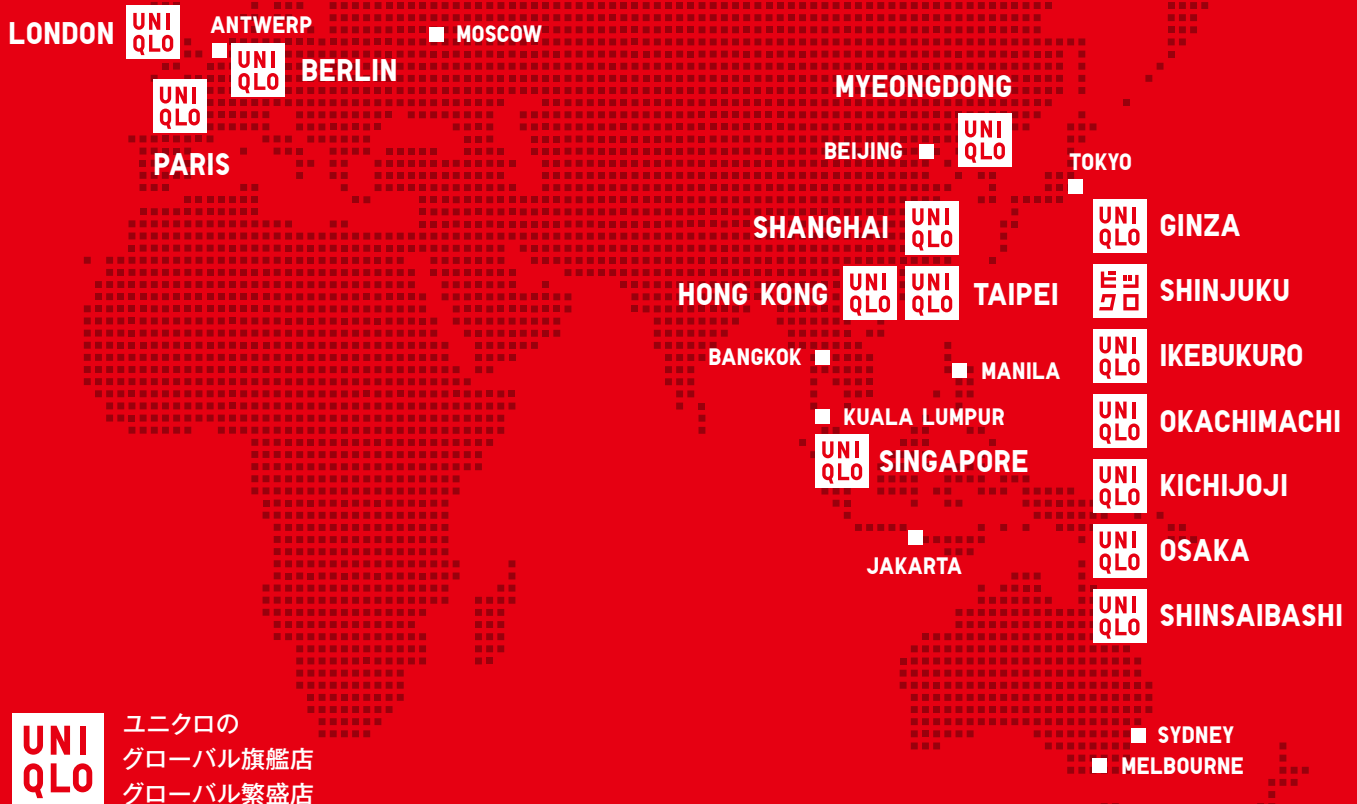 LONDON
UNI
QLO
ANTWERP
MOSCOW
UNI
QLO
BERLIN
UNI
QLO
PARIS
MYEONGDONG
UNI
QLO
BEIJING
TOKYO
SHANGHAI
UNI
QLO
UNI
QLO
GINZA
HONG KONG
UNI
QLO
UNI
QLO
TAIPEI
ビッ
クロ
SHINJUKU
BANGKOK
MANILA
UNI
QLO
IKEBUKURO
KUALA LUMPUR
UNI
QLO
OKACHIMACHI
UNI
QLO
SINGAPORE
UNI
QLO
KICHIJOJI
JAKARTA
UNI
QLO
OSAKA
UNI
QLO
SHINSAIBASHI
SYDNEY
MELBOURNE
UNI
QLO
ユニクロの
グローバル旗艦店
グローバル繁盛店